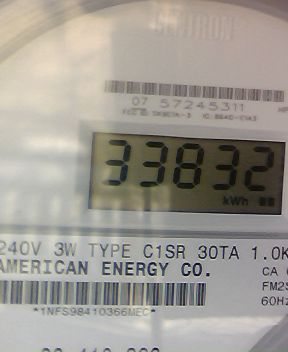 SENTRON
07 57245311
33832
kWh
240V 3W TYPE C1SR 30TA 1.0K
AMERICAN ENERGY CO.
CA
FM2S
60Hz
*1NFS98410366MEC*